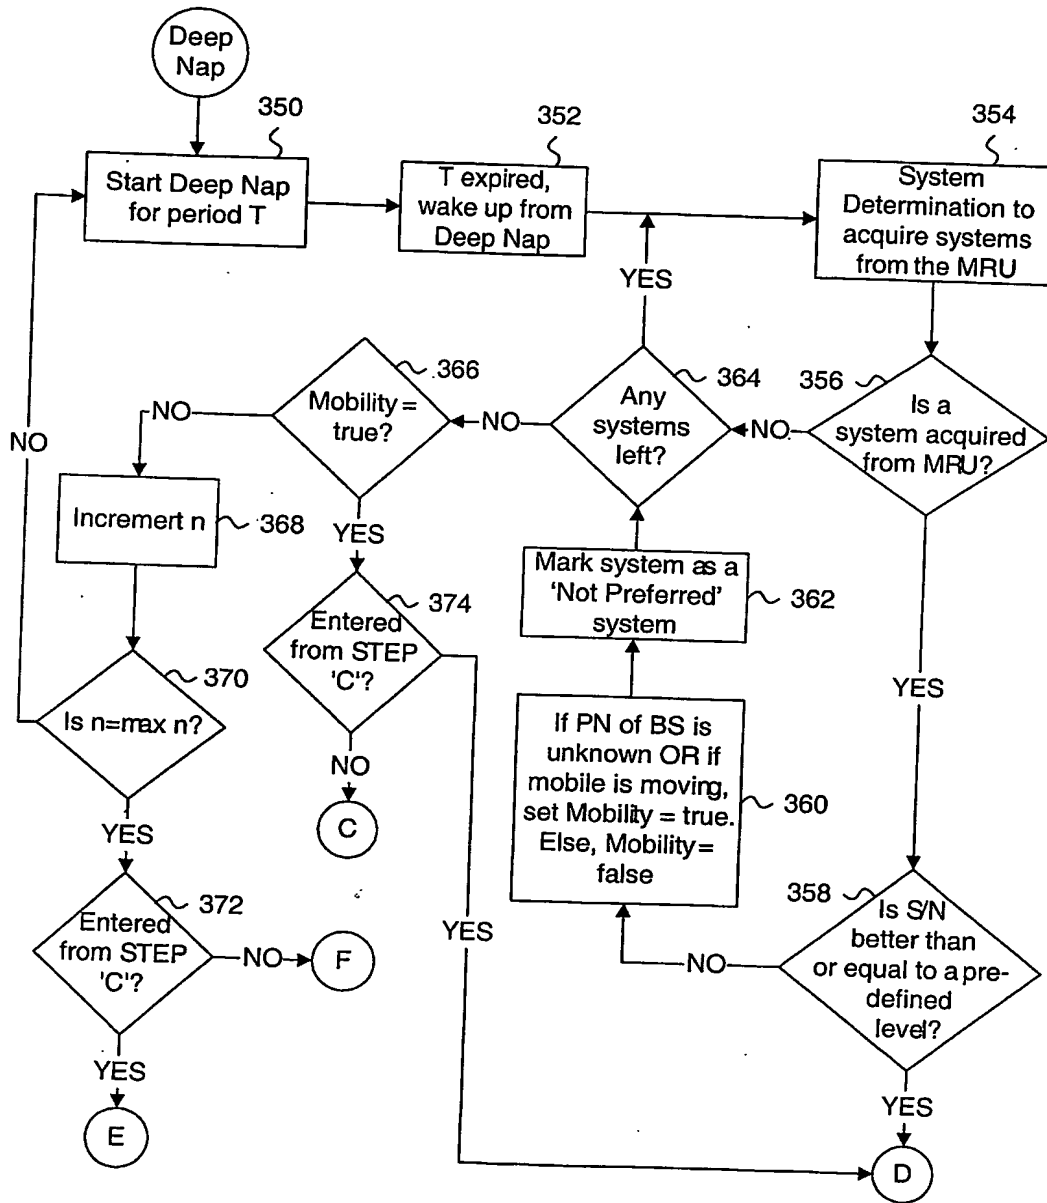 Deep
Nap
350
Start Deep Nap
for period T
352
T expired,
wake up from
Deep Nap
354
System
Determination to
acquire systems
from the MRU
YES
366
Mobility =
true?
NO
364
Any
systems
left?
NO
356
Is a
system acquired
from MRU?
NO
NO
Incremert n
368
YES
374
Entered
from STEP
'C'?
Mark system as a
'Not Preferred'
system
362
YES
370
Is n=max n?
NO
C
If PN of BS is
unknown OR if
mobile is moving,
set Mobility = true.
Else, Mobility =
false
360
YES
372
Entered
from STEP
'C'?
NO
F
YES
358
Is S/N
better than
or equal to a pre-
defined
level?
NO
YES
E
YES
D